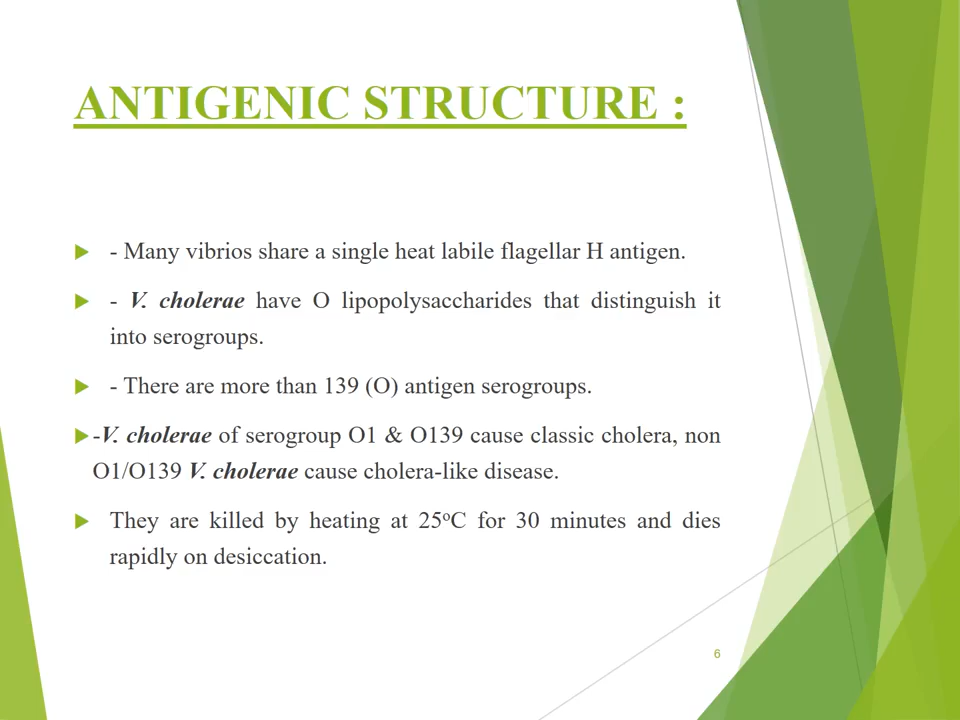 ANTIGENIC STRUCTURE :
- Many vibrios share a single heat labile flagellar H antigen.
- V. cholerae have O lipopolysaccharides that distinguish it
into serogroups.
- There are more than 139 (O) antigen serogroups.
-V. cholerae of serogroup O1 & O139 cause classic cholera, non
O1/O139 V. cholerae cause cholera-like disease.
They are killed by heating at 25ºC for 30 minutes and dies
rapidly on desiccation.
6